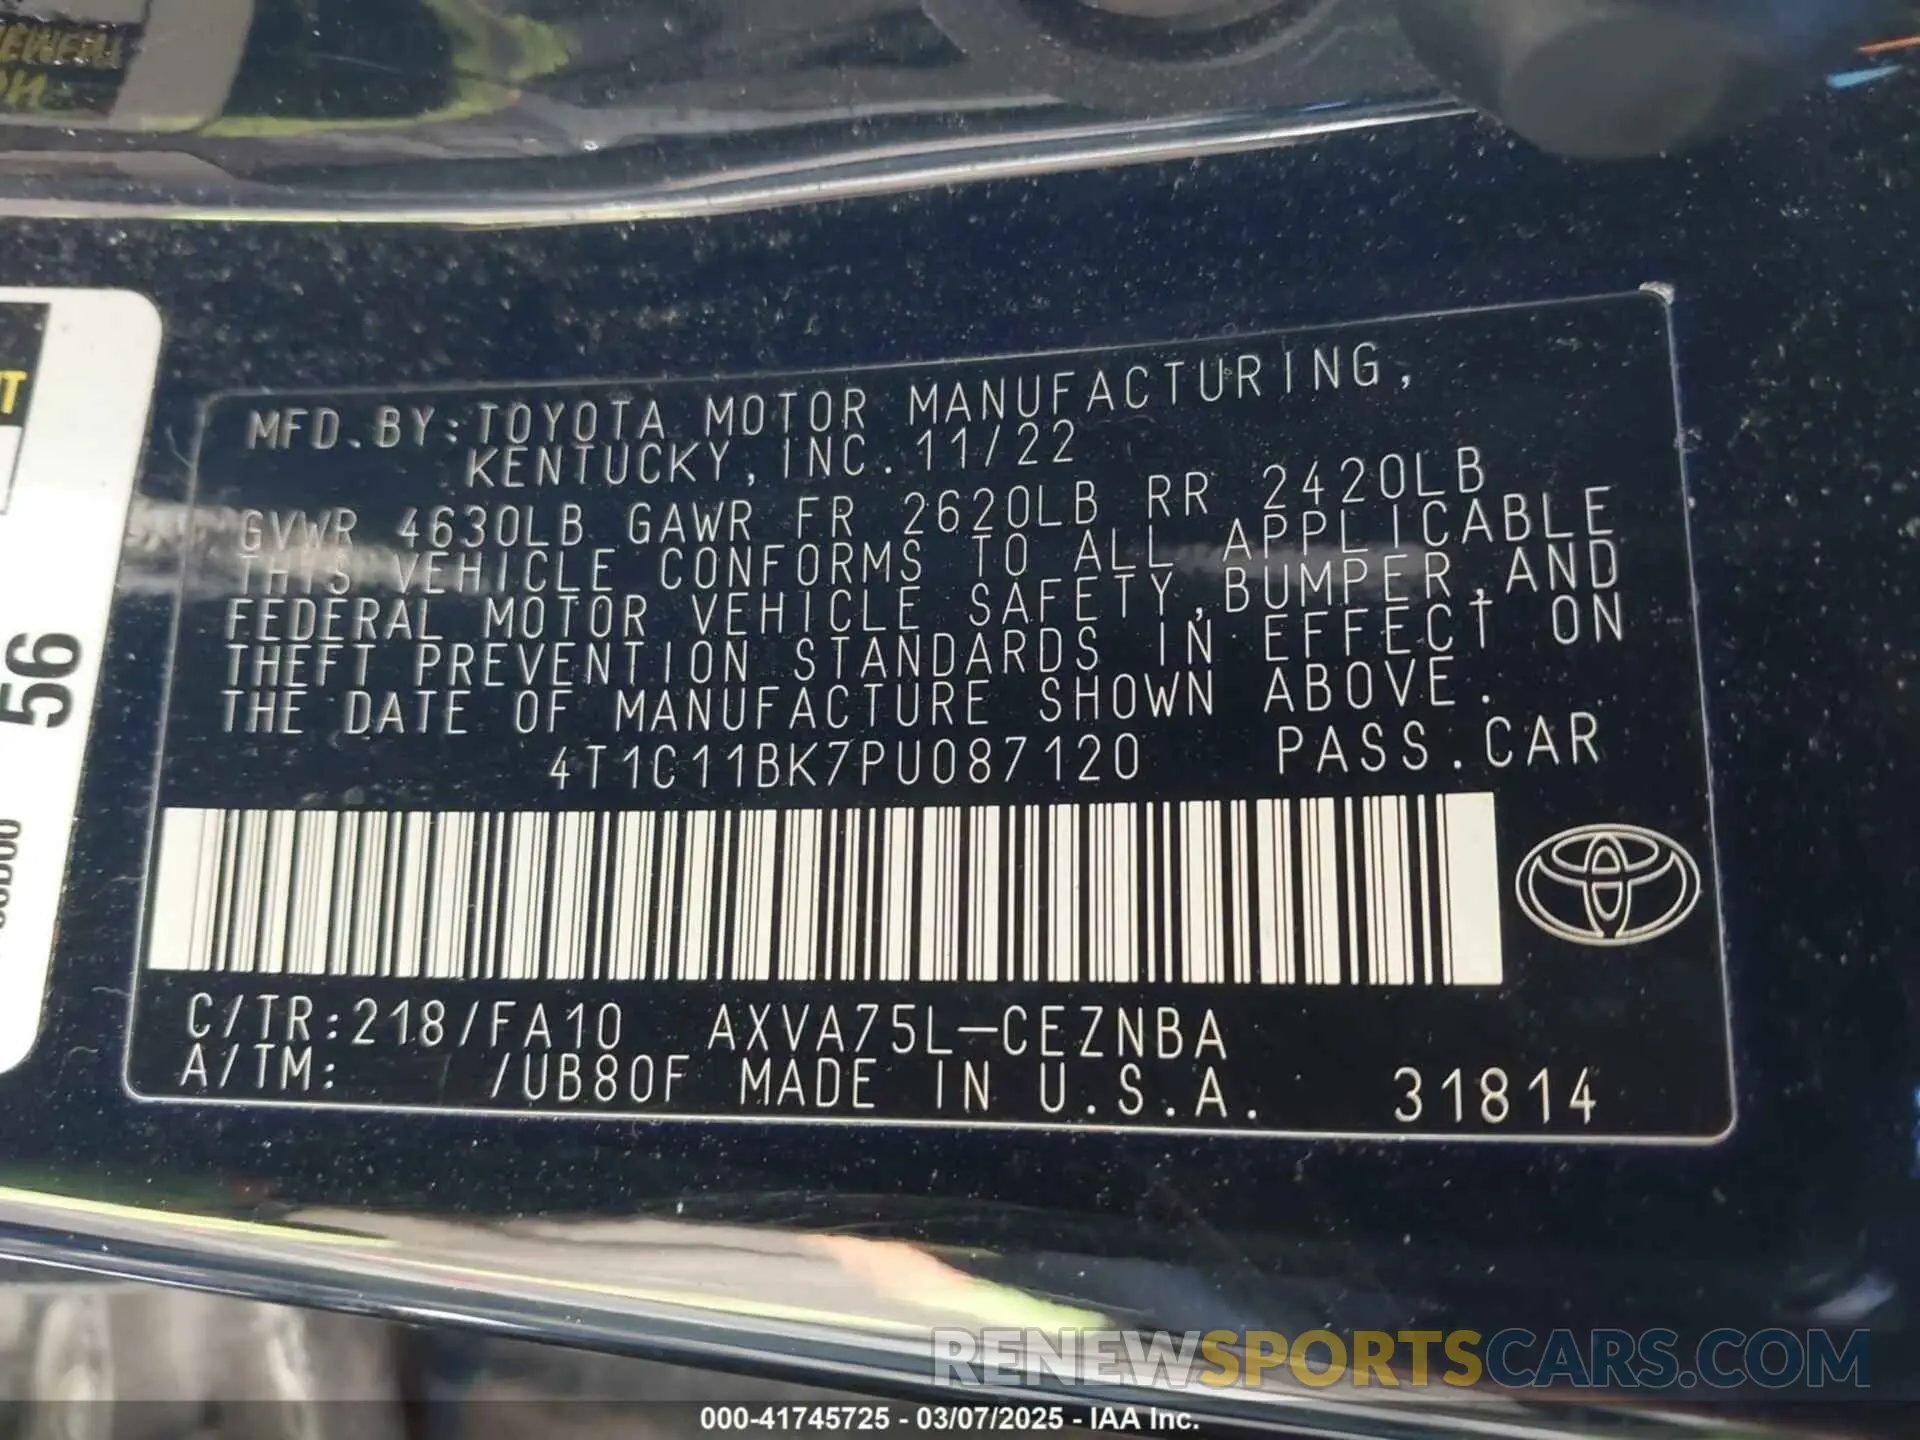 NT
56
MFD. BY: TOYOTA MOTOR MANUFACTURING,
KENTUCKY, INC. 11/22
GVWR 4630LB GAWR FR 2620LB RR 2420LB
THIS VEHICLE CONFORMS TO ALL APPLICABLE
FEDERAL MOTOR VEHICLE SAFETY, BUMPER, AND
THEFT PREVENTION STANDARDS IN EFFECT ON
THE DATE OF MANUFACTURE SHOWN ABOVE.
4T1C11BK7PU087120 PASS. CAR
C/TR: 218/FA10 AXVA75L-CEZNBA
A/TM: /UB80F MADE IN U.S.A. 31814
RENEWSPORTSCARS.COM
000-41745725 - 03/07/2025 - IAA Inc.